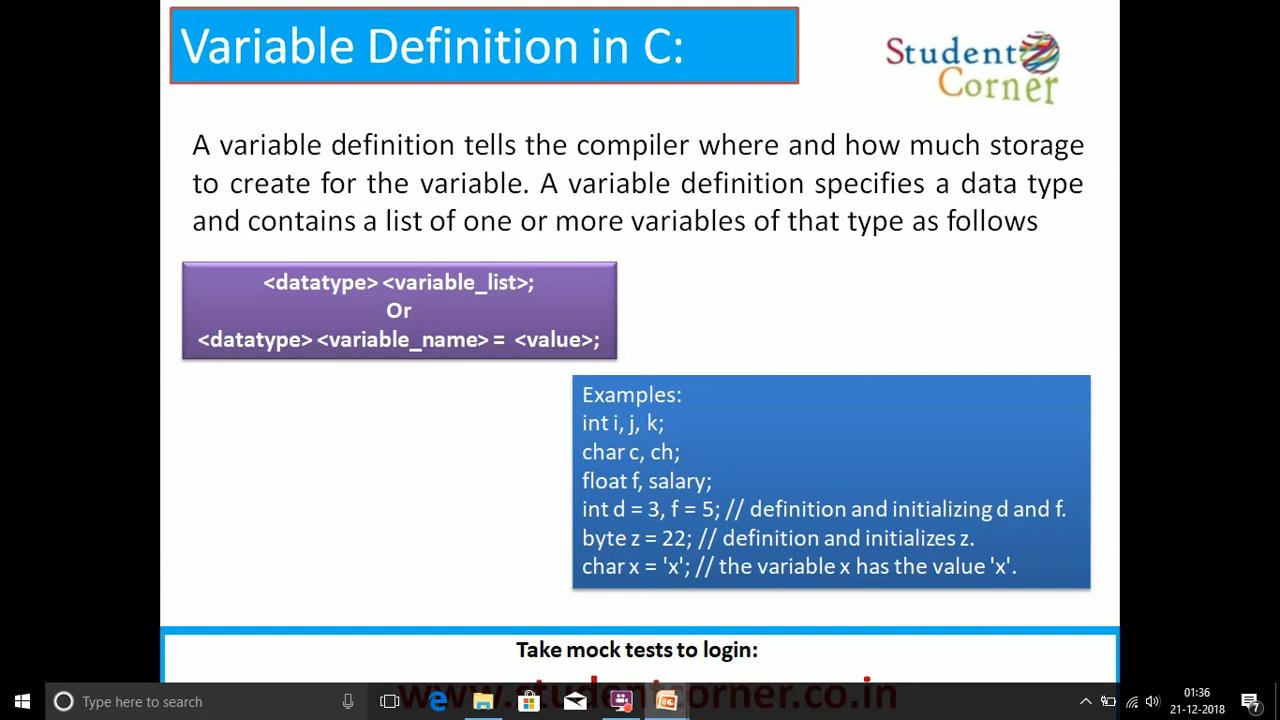 Variable Definition in C:
Student
Corner
A variable definition tells the compiler where and how much storage
to create for the variable. A variable definition specifies a data type
and contains a list of one or more variables of that type as follows
<datatype> <variable_list>;
Or
<datatype> <variable_name> = <value>;
Examples:
int i, j, k;
char c, ch;
float f, salary;
int d = 3, f = 5; // definition and initializing d and f.
byte z = 22; // definition and initializes z.
char x = 'x'; // the variable x has the value 'x'.
Take mock tests to login:
www.studentcorner.co.in
Type here to search
01:36
21-12-2018
7